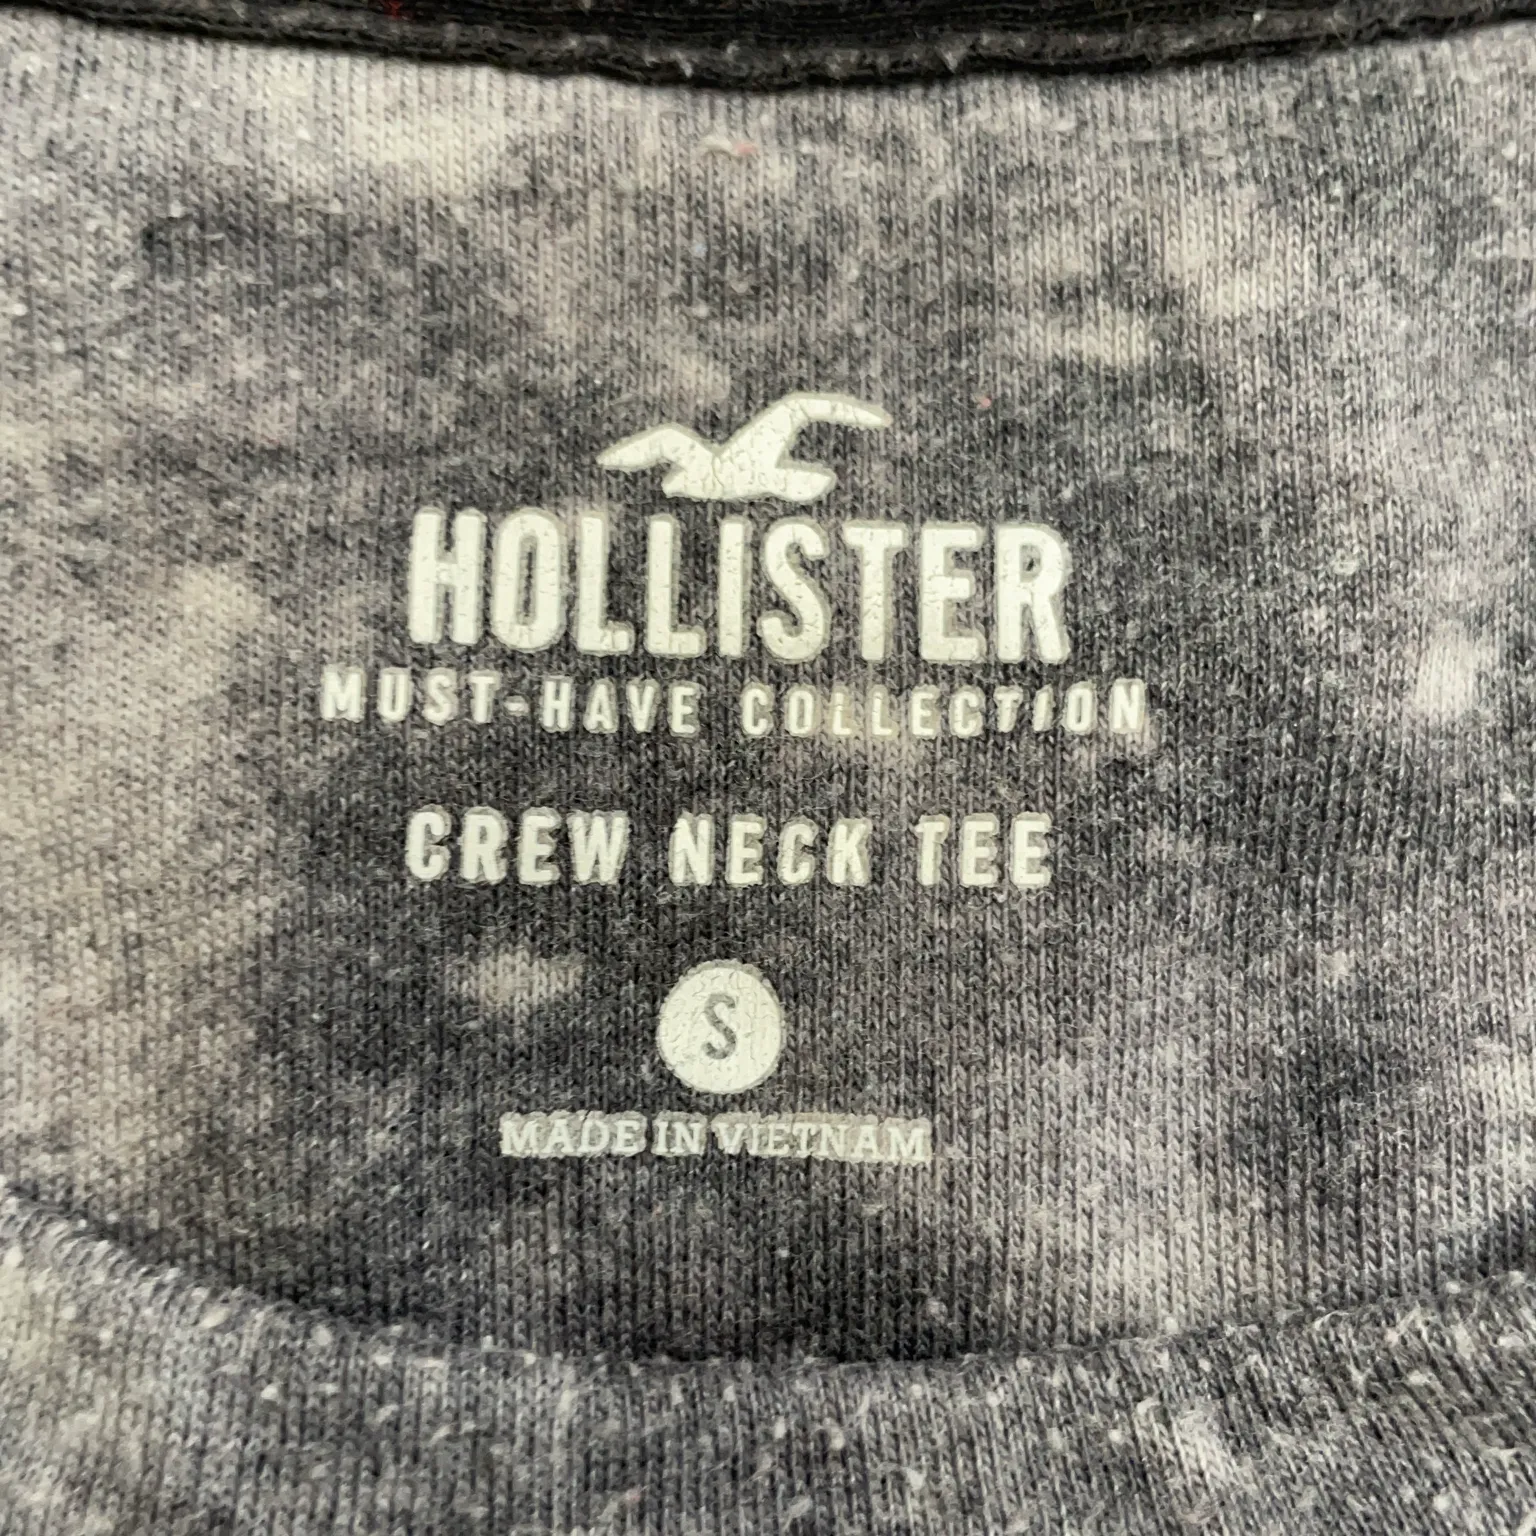 HOLLISTER
MUST-HAVE COLLECTION
CREW NECK TEE
S
MADE IN VIETNAM